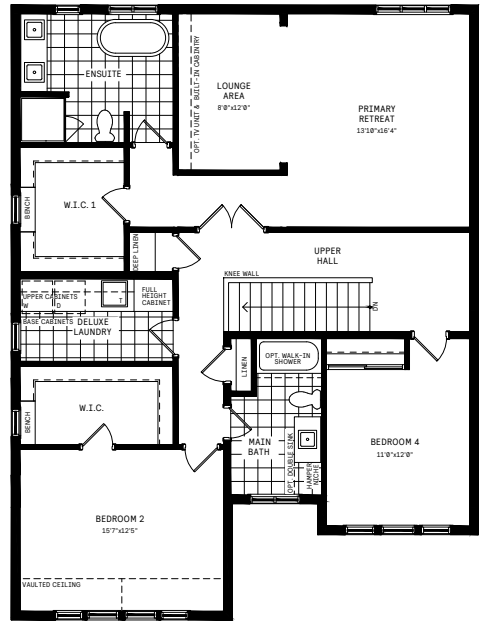 ENSUITE
OPT. TV UNIT & BUILT-IN CABINTRY
LOUNGE
AREA
8'0"x12'0"
PRIMARY
RETREAT
13'10"x16'4"
BENCH
W.I.C. 1
DEEP LINEN
UPPER
HALL
KNEE WALL
DN
UPPER CABINETS
W D
T
FULL
HEIGHT
CABINET
BASE CABINETS
DELUXE
LAUNDRY
LINEN
OPT. WALK-IN
SHOWER
BENCH
W.I.C.
MAIN
BATH
OPT. DOUBLE SINK
HAMPER
NICHE
BEDROOM 4
11'0"x12'0"
BEDROOM 2
15'7"x12'5"
VAULTED CEILING